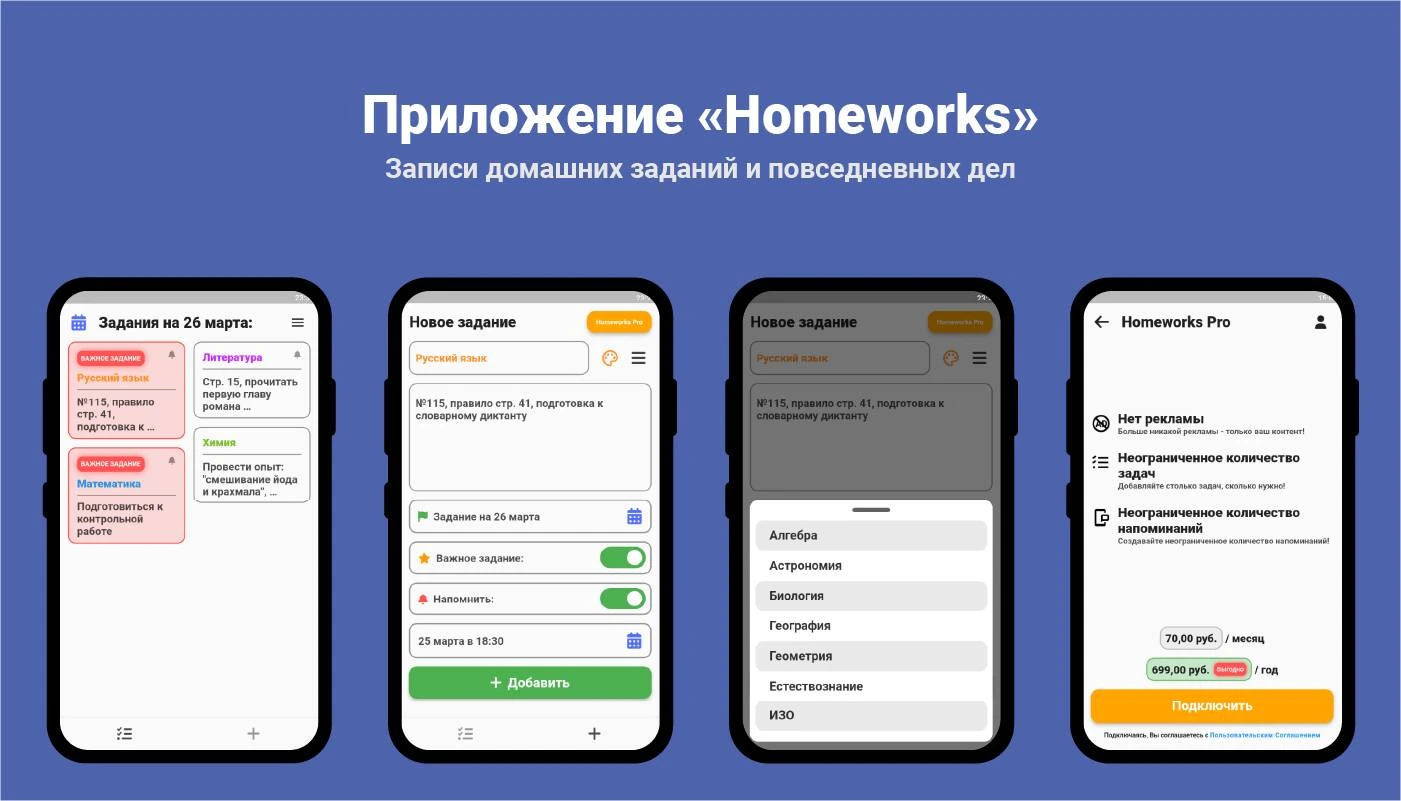 Приложение «Homeworks»
Записи домашних заданий и повседневных дел
Задания на 26 марта:
ВАЖНОЕ ЗАДАНИЕ
Русский язык
№115, правило
стр. 41,
подготовка к ...
ВАЖНОЕ ЗАДАНИЕ
Математика
Подготовиться к
контрольной
работе
Литература
Стр. 15, прочитать
первую главу
романа ...
Химия
Провести опыт:
"смешивание йода
и крахмала", ...
Новое задание
Homeworks Pro
Русский язык
№115, правило стр. 41, подготовка к
словарному диктанту
Задание на 26 марта
Важное задание:
Напомнить:
25 марта в 18:30
+ Добавить
Новое задание
Homeworks Pro
Русский язык
№115, правило стр. 41, подготовка к
словарному диктанту
Алгебра
Астрономия
Биология
География
Геометрия
Естествознание
ИЗО
Homeworks Pro
Нет рекламы
Больше никакой рекламы - только ваш контент!
Неограниченное количество
задач
Добавляйте столько задач, сколько нужно!
Неограниченное количество
напоминаний
Создавайте неограниченное количество напоминаний!
70,00 руб. / месяц
699,00 руб. Выгодно / год
Подключить
Подключаясь, Вы соглашаетесь с Пользовательским Соглашением